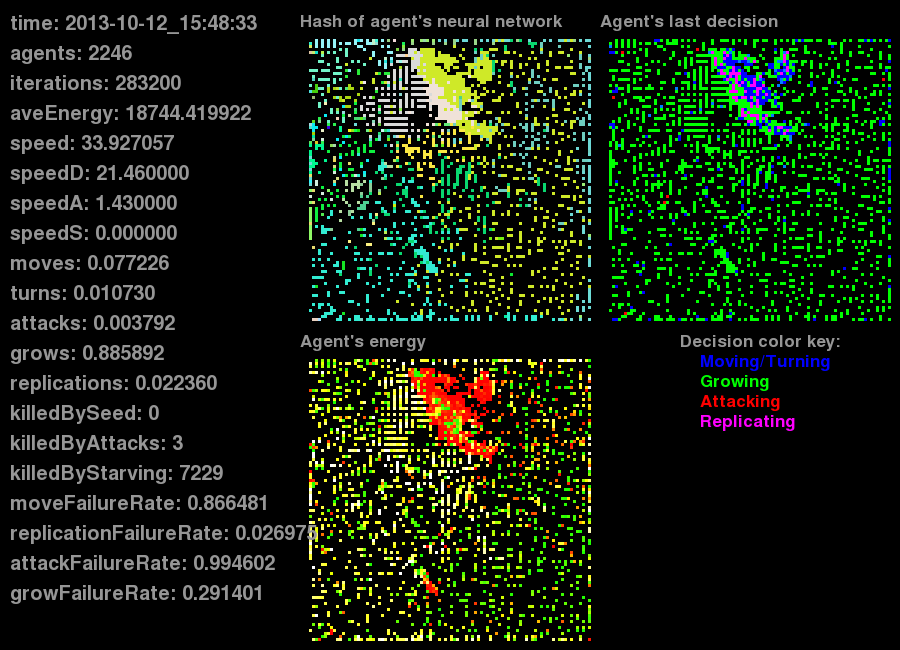 time: 2013-10-12_15:48:33
agents: 2246
iterations: 283200
aveEnergy: 18744.419922
speed: 33.927057
speedD: 21.460000
speedA: 1.430000
speedS: 0.000000
moves: 0.077226
turns: 0.010730
attacks: 0.003792
grows: 0.885892
replications: 0.022360
killedBySeed: 0
killedByAttacks: 3
killedByStarving: 7229
moveFailureRate: 0.866481
replicationFailureRate: 0.026975
attackFailureRate: 0.994602
growFailureRate: 0.291401
Hash of agent's neural network
Agent's last decision
Agent's energy
Decision color key:
Moving/Turning
Growing
Attacking
Replicating